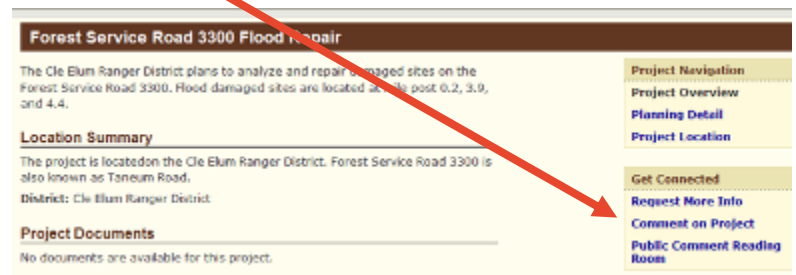 Forest Service Road 3300 Flood Repair
The Cle Elum Ranger District plans to analyze and repair damaged sites on the
Forest Service Road 3300. Flood damaged sites are located at mile post 0.2, 3.9,
and 4.4.
Location Summary
The project is locatedon the Cle Elum Ranger District. Forest Service Road 3300 is
also known as Taneum Road.
District: Cle Elum Ranger District
Project Documents
No documents are available for this project.
Project Navigation
Project Overview
Planning Detail
Project Location
Get Connected
Request More Info
Comment on Project
Public Comment Reading
Room